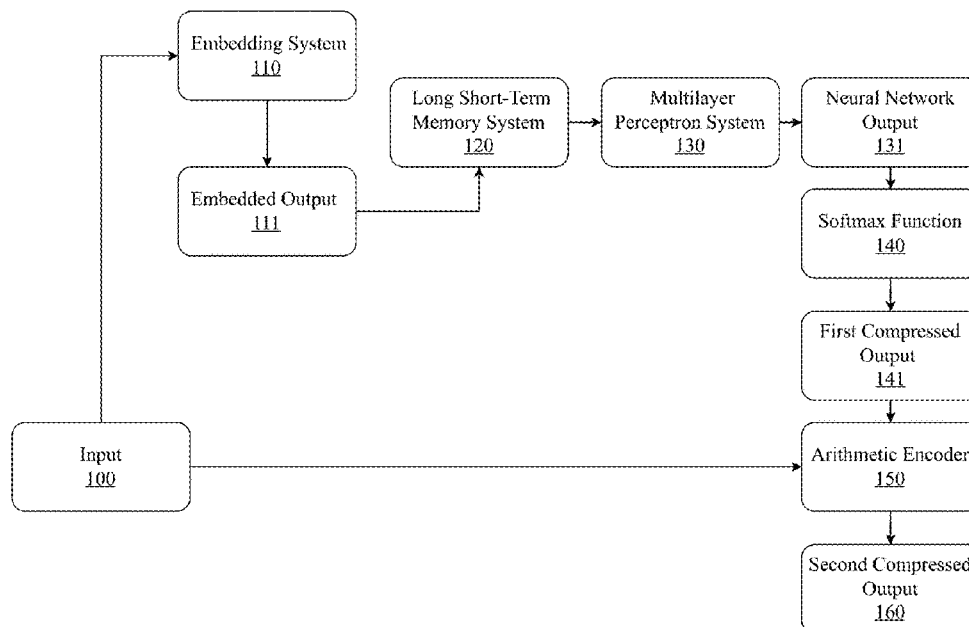 Embedding System
110
Embedded Output
111
Long Short-Term
Memory System
120
Multilayer
Perceptron System
130
Neural Network
Output
131
Softmax Function
140
First Compressed
Output
141
Input
100
Arithmetic Encoder
150
Second Compressed
Output
160